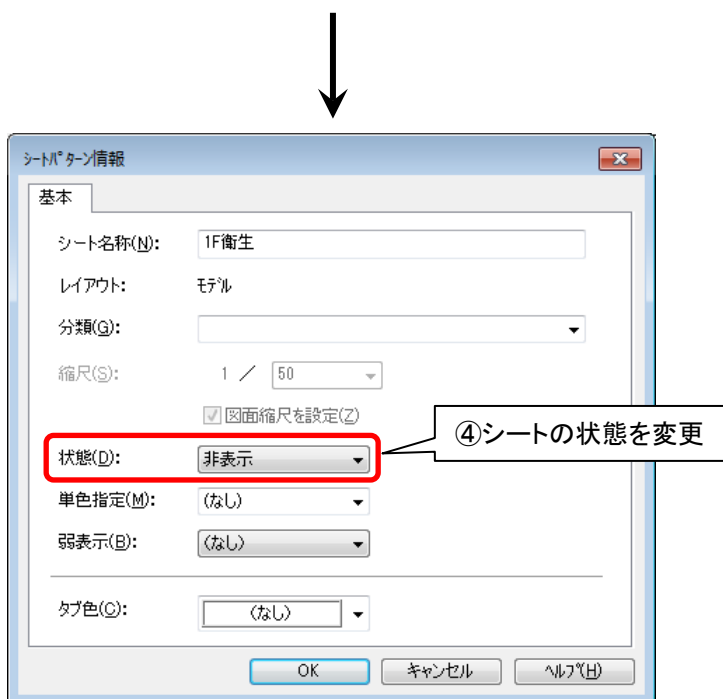 ｼｰﾄﾊﾟﾀｰﾝ情報
基本
シート名称(N): 1F衛生
レイアウト: ﾓﾃﾞﾙ
分類(G):
縮尺(S): 1 ／ 50
図面縮尺を設定(Z)
④シートの状態を変更
状態(D): 非表示
単色指定(M): (なし)
弱表示(B): (なし)
タブ色(C): (なし)
OK キャンセル ﾍﾙﾌﾟ(H)